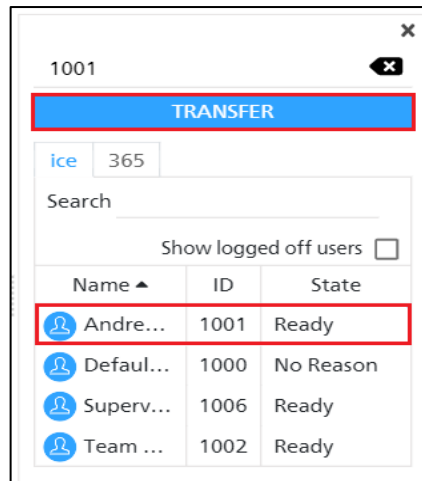 1001
TRANSFER
ice 365
Search
Show logged off users
Name ID State
Andre... 1001 Ready
Defaul... 1000 No Reason
Superv... 1006 Ready
Team ... 1002 Ready